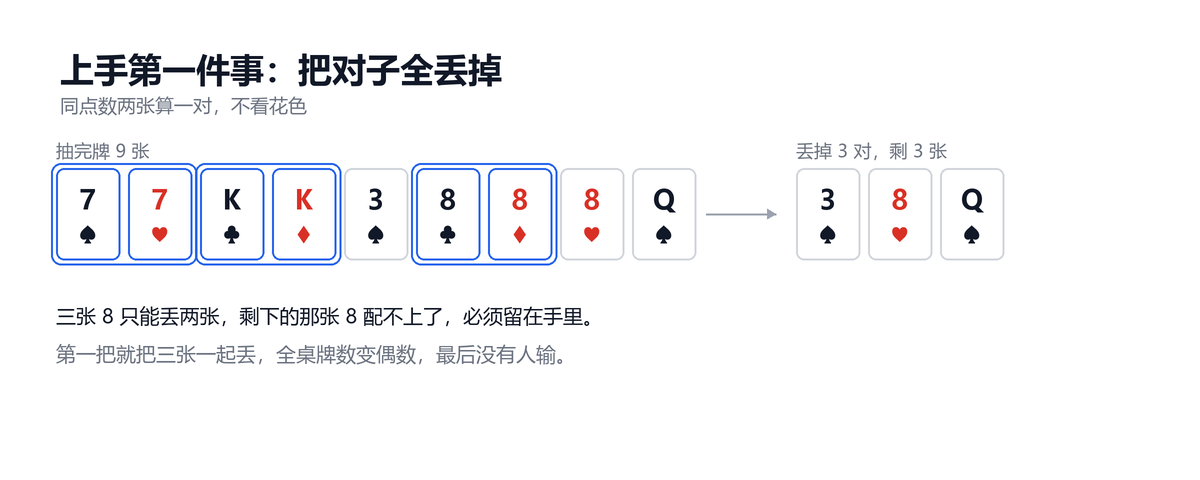 上手第一件事：把对子全丢掉
同点数两张算一对，不看花色
抽完牌 9 张
丢掉 3 对，剩 3 张
7 7 K K 3 8 8 8 Q
3 8 Q
三张 8 只能丢两张，剩下的那张 8 配不上了，必须留在手里。
第一把就把三张一起丢，全桌牌数变偶数，最后没有人输。